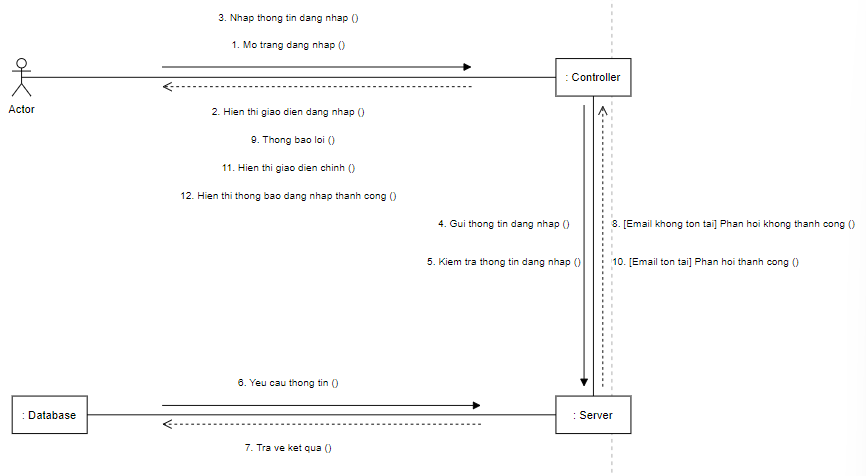 3. Nhap thong tin dang nhap ()
1. Mo trang dang nhap ()
: Controller
Actor
2. Hien thi giao dien dang nhap ()
9. Thong bao loi ()
11. Hien thi giao dien chinh ()
12. Hien thi thong bao dang nhap thanh cong ()
4. Gui thong tin dang nhap ()
8. [Email khong ton tai] Phan hoi khong thanh cong ()
5. Kiem tra thong tin dang nhap ()
10. [Email ton tai] Phan hoi thanh cong ()
6. Yeu cau thong tin ()
: Database
: Server
7. Tra ve ket qua ()